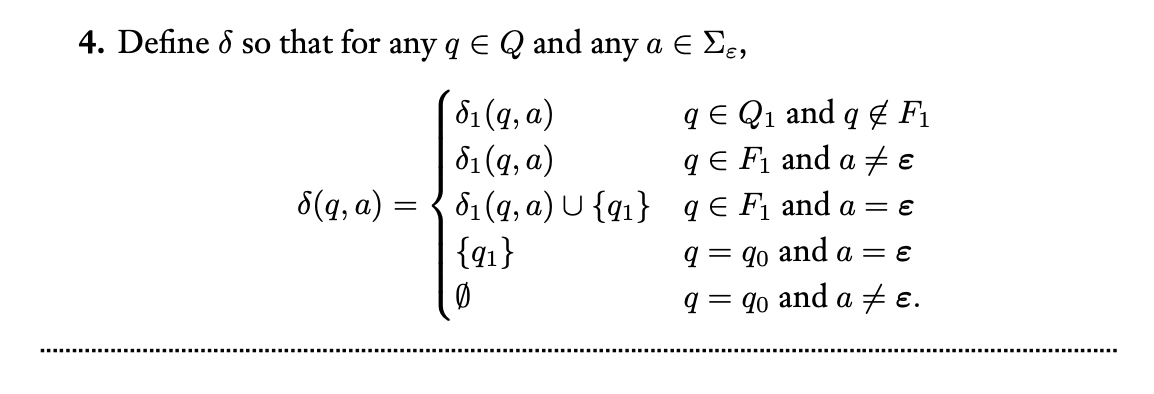 4. Define δ so that for any q ∈ Q and any a ∈ Σε,
δ(q, a) = { δ1(q, a) q ∈ Q1 and q ∉ F1
δ1(q, a) q ∈ F1 and a ≠ ε
δ1(q, a) ∪ {q1} q ∈ F1 and a = ε
{q1} q = q0 and a = ε
∅ q = q0 and a ≠ ε.